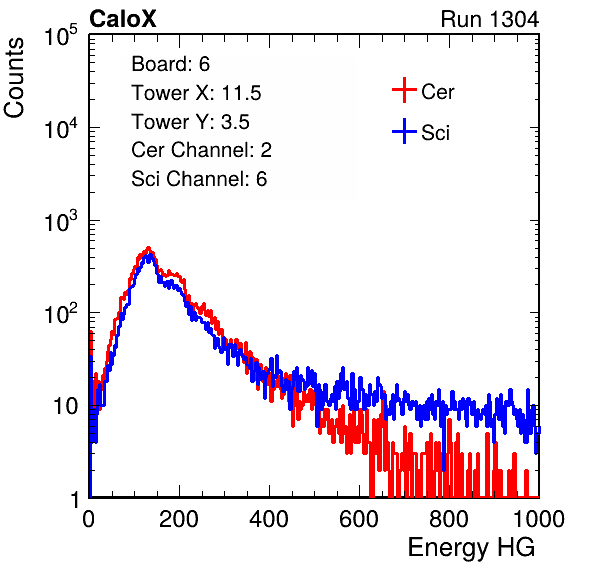 CaloX Run 1304
Counts
Board: 6
Tower X: 11.5
Tower Y: 3.5
Cer Channel: 2
Sci Channel: 6
Cer
Sci
10^5
10^4
10^3
10^2
10
1
0 200 400 600 800 1000
Energy HG